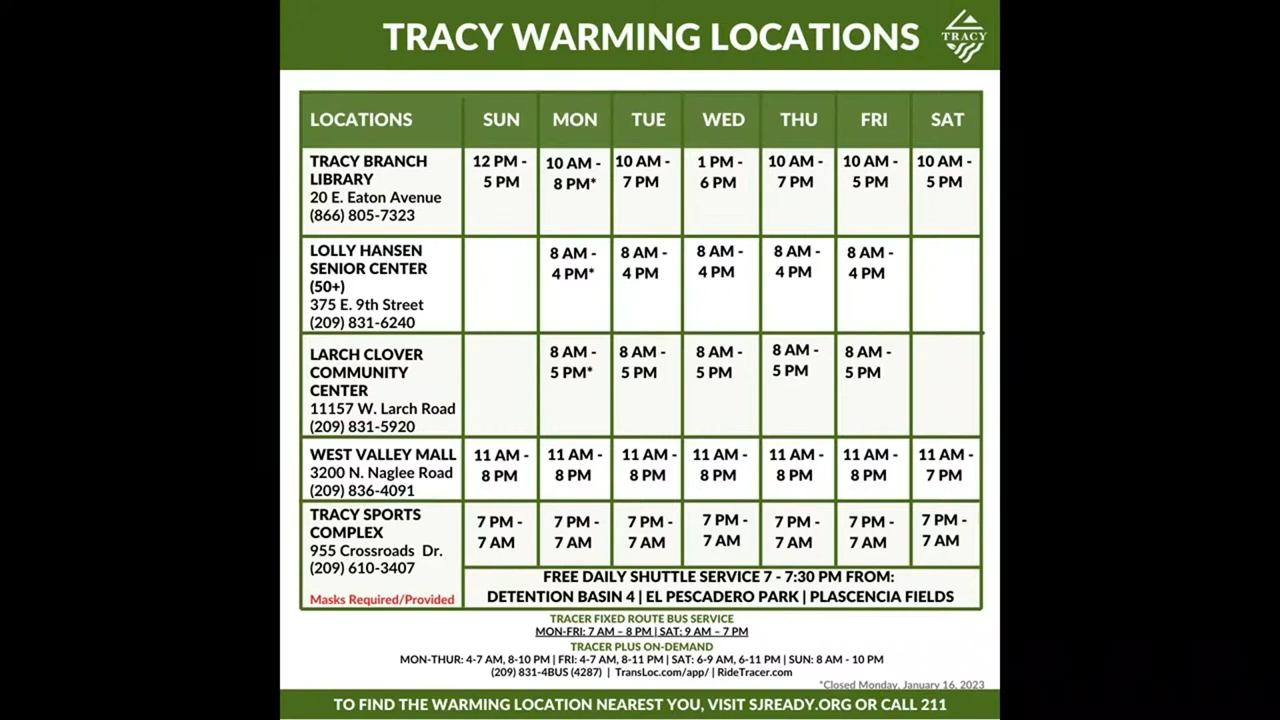 TRACY WARMING LOCATIONS
TRACY
LOCATIONS SUN MON TUE WED THU FRI SAT
TRACY BRANCH
LIBRARY
20 E. Eaton Avenue
(866) 805-7323
12 PM -
5 PM
10 AM -
8 PM*
10 AM -
7 PM
1 PM -
6 PM
10 AM -
7 PM
10 AM -
5 PM
10 AM -
5 PM
LOLLY HANSEN
SENIOR CENTER
(50+)
375 E. 9th Street
(209) 831-6240
8 AM -
4 PM*
8 AM -
4 PM
8 AM -
4 PM
8 AM -
4 PM
8 AM -
4 PM
LARCH CLOVER
COMMUNITY
CENTER
11157 W. Larch Road
(209) 831-5920
8 AM -
5 PM*
8 AM -
5 PM
8 AM -
5 PM
8 AM -
5 PM
8 AM -
5 PM
WEST VALLEY MALL
3200 N. Naglee Road
(209) 836-4091
11 AM -
8 PM
11 AM -
8 PM
11 AM -
8 PM
11 AM -
8 PM
11 AM -
8 PM
11 AM -
8 PM
11 AM -
7 PM
TRACY SPORTS
COMPLEX
955 Crossroads Dr.
(209) 610-3407
Masks Required/Provided
7 PM -
7 AM
7 PM -
7 AM
7 PM -
7 AM
7 PM -
7 AM
7 PM -
7 AM
7 PM -
7 AM
7 PM -
7 AM
FREE DAILY SHUTTLE SERVICE 7 - 7:30 PM FROM:
DETENTION BASIN 4 | EL PESCADERO PARK | PLASCENCIA FIELDS
TRACER FIXED ROUTE BUS SERVICE
MON-FRI: 7 AM – 8 PM | SAT: 9 AM – 7 PM
TRACER PLUS ON-DEMAND
MON-THUR: 4-7 AM, 8-10 PM | FRI: 4-7 AM, 8-11 PM | SAT: 6-9 AM, 6-11 PM | SUN: 8 AM - 10 PM
(209) 831-4BUS (4287) | TransLoc.com/app/ | RideTracer.com
*Closed Monday, January 16, 2023
TO FIND THE WARMING LOCATION NEAREST YOU, VISIT SJREADY.ORG OR CALL 211